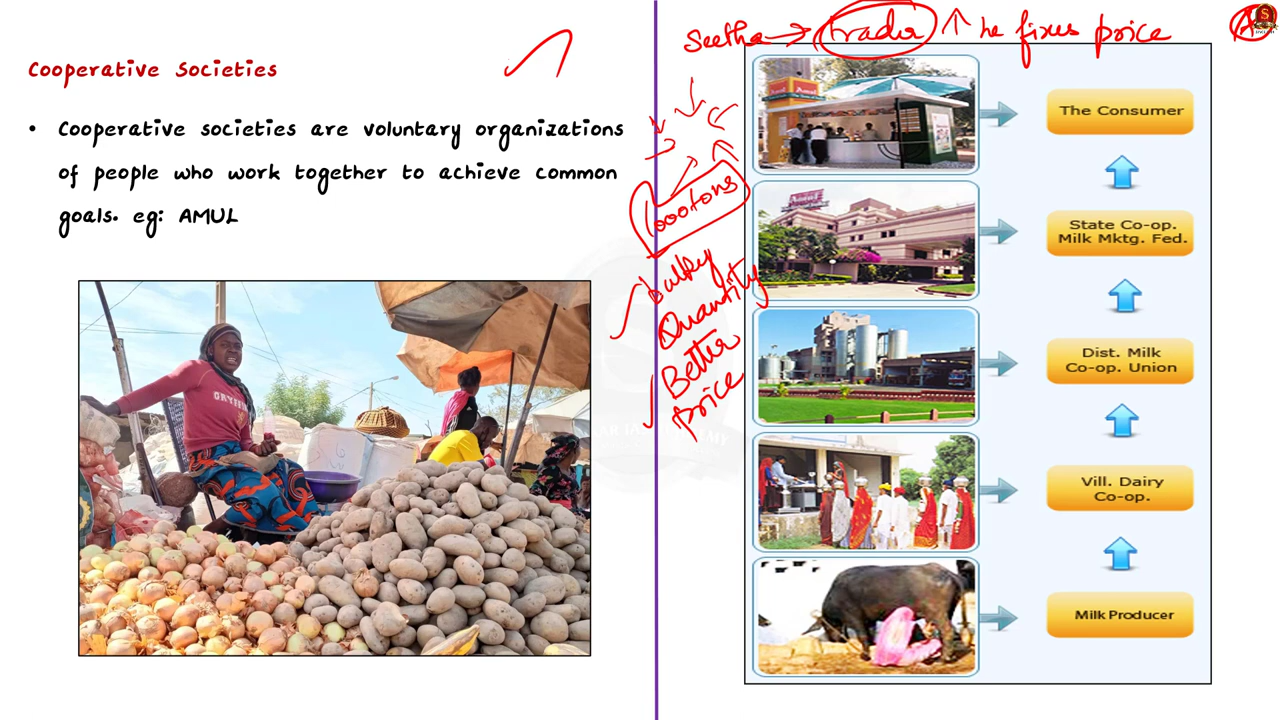 Cooperative Societies
• Cooperative societies are voluntary organizations
of people who work together to achieve common
goals. eg: AMUL
Seetha → trader ↑ he fixes price
1000 tons
bulky
Quantity
Better
price
The Consumer
State Co-op.
Milk Mktg. Fed.
Dist. Milk
Co-op. Union
Vill. Dairy
Co-op.
Milk Producer